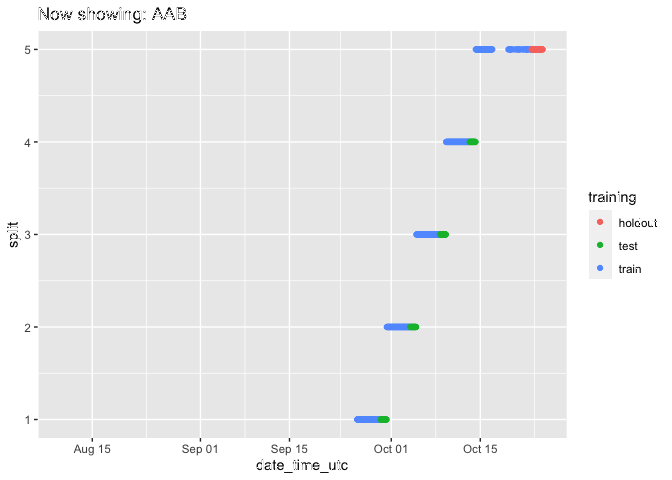 Now showing: AAB
5
4
3
2
1
split
Aug 15
Sep 01
Sep 15
Oct 01
Oct 15
date_time_utc
training
holdout
test
train